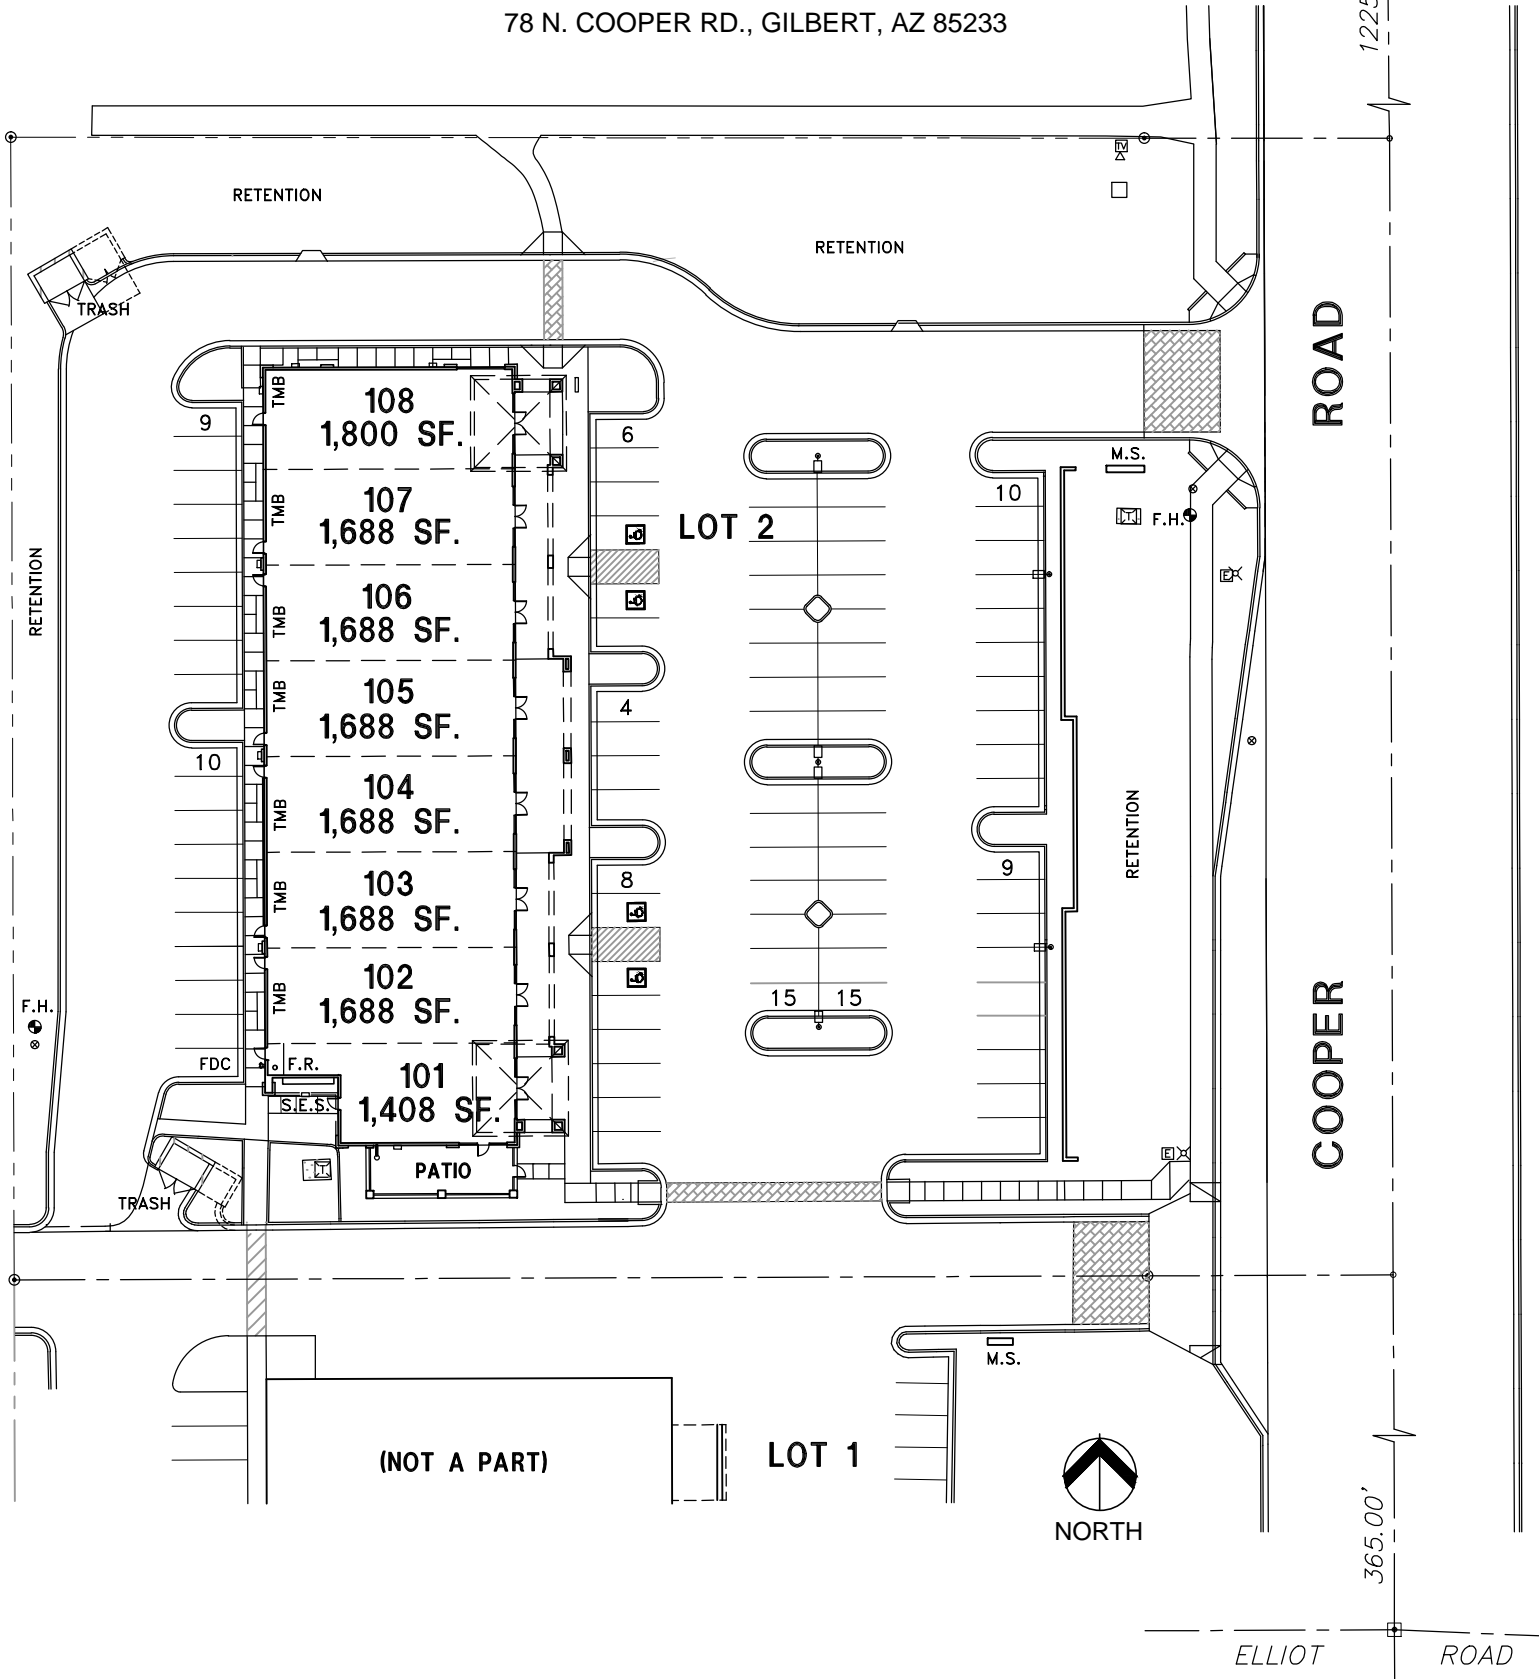 78 N. COOPER RD., GILBERT, AZ 85233
1225
TV
RETENTION
RETENTION
TRASH
ROAD
TMB
108
1,800 SF.
9
6
M.S.
10
107
1,688 SF.
TMB
LOT 2
T
F.H.
RETENTION
E
106
1,688 SF.
TMB
105
1,688 SF.
TMB
4
10
104
1,688 SF.
TMB
RETENTION
103
1,688 SF.
TMB
8
9
102
1,688 SF.
TMB
15 15
F.H.
COOPER
FDC
F.R.
101
1,408 SF.
S.E.S.
T
PATIO
E
TRASH
M.S.
(NOT A PART)
LOT 1
NORTH
365.00'
ELLIOT ROAD